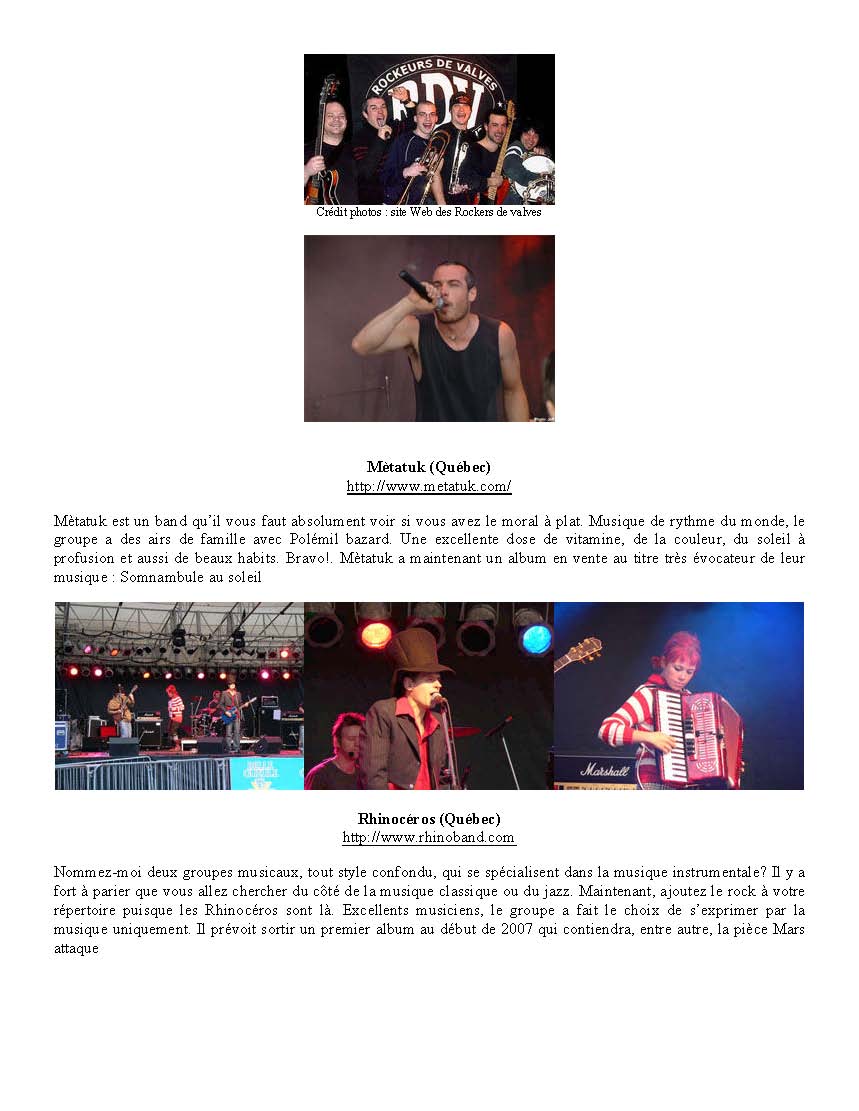 ROCKEURS DE VALVES
RDV
Crédit photos : site Web des Rockers de valves
Mètatuk (Québec)
http://www.metatuk.com/
Mètatuk est un band qu’il vous faut absolument voir si vous avez le moral à plat. Musique de rythme du monde, le
groupe a des airs de famille avec Polémil bazard. Une excellente dose de vitamine, de la couleur, du soleil à
profusion et aussi de beaux habits. Bravo!. Mètatuk a maintenant un album en vente au titre très évocateur de leur
musique : Somnambule au soleil
Marshall
Rhinocéros (Québec)
http://www.rhinoband.com
Nommez-moi deux groupes musicaux, tout style confondu, qui se spécialisent dans la musique instrumentale? Il y a
fort à parier que vous allez chercher du côté de la musique classique ou du jazz. Maintenant, ajoutez le rock à votre
répertoire puisque les Rhinocéros sont là. Excellents musiciens, le groupe a fait le choix de s’exprimer par la
musique uniquement. Il prévoit sortir un premier album au début de 2007 qui contiendra, entre autre, la pièce Mars
attaque